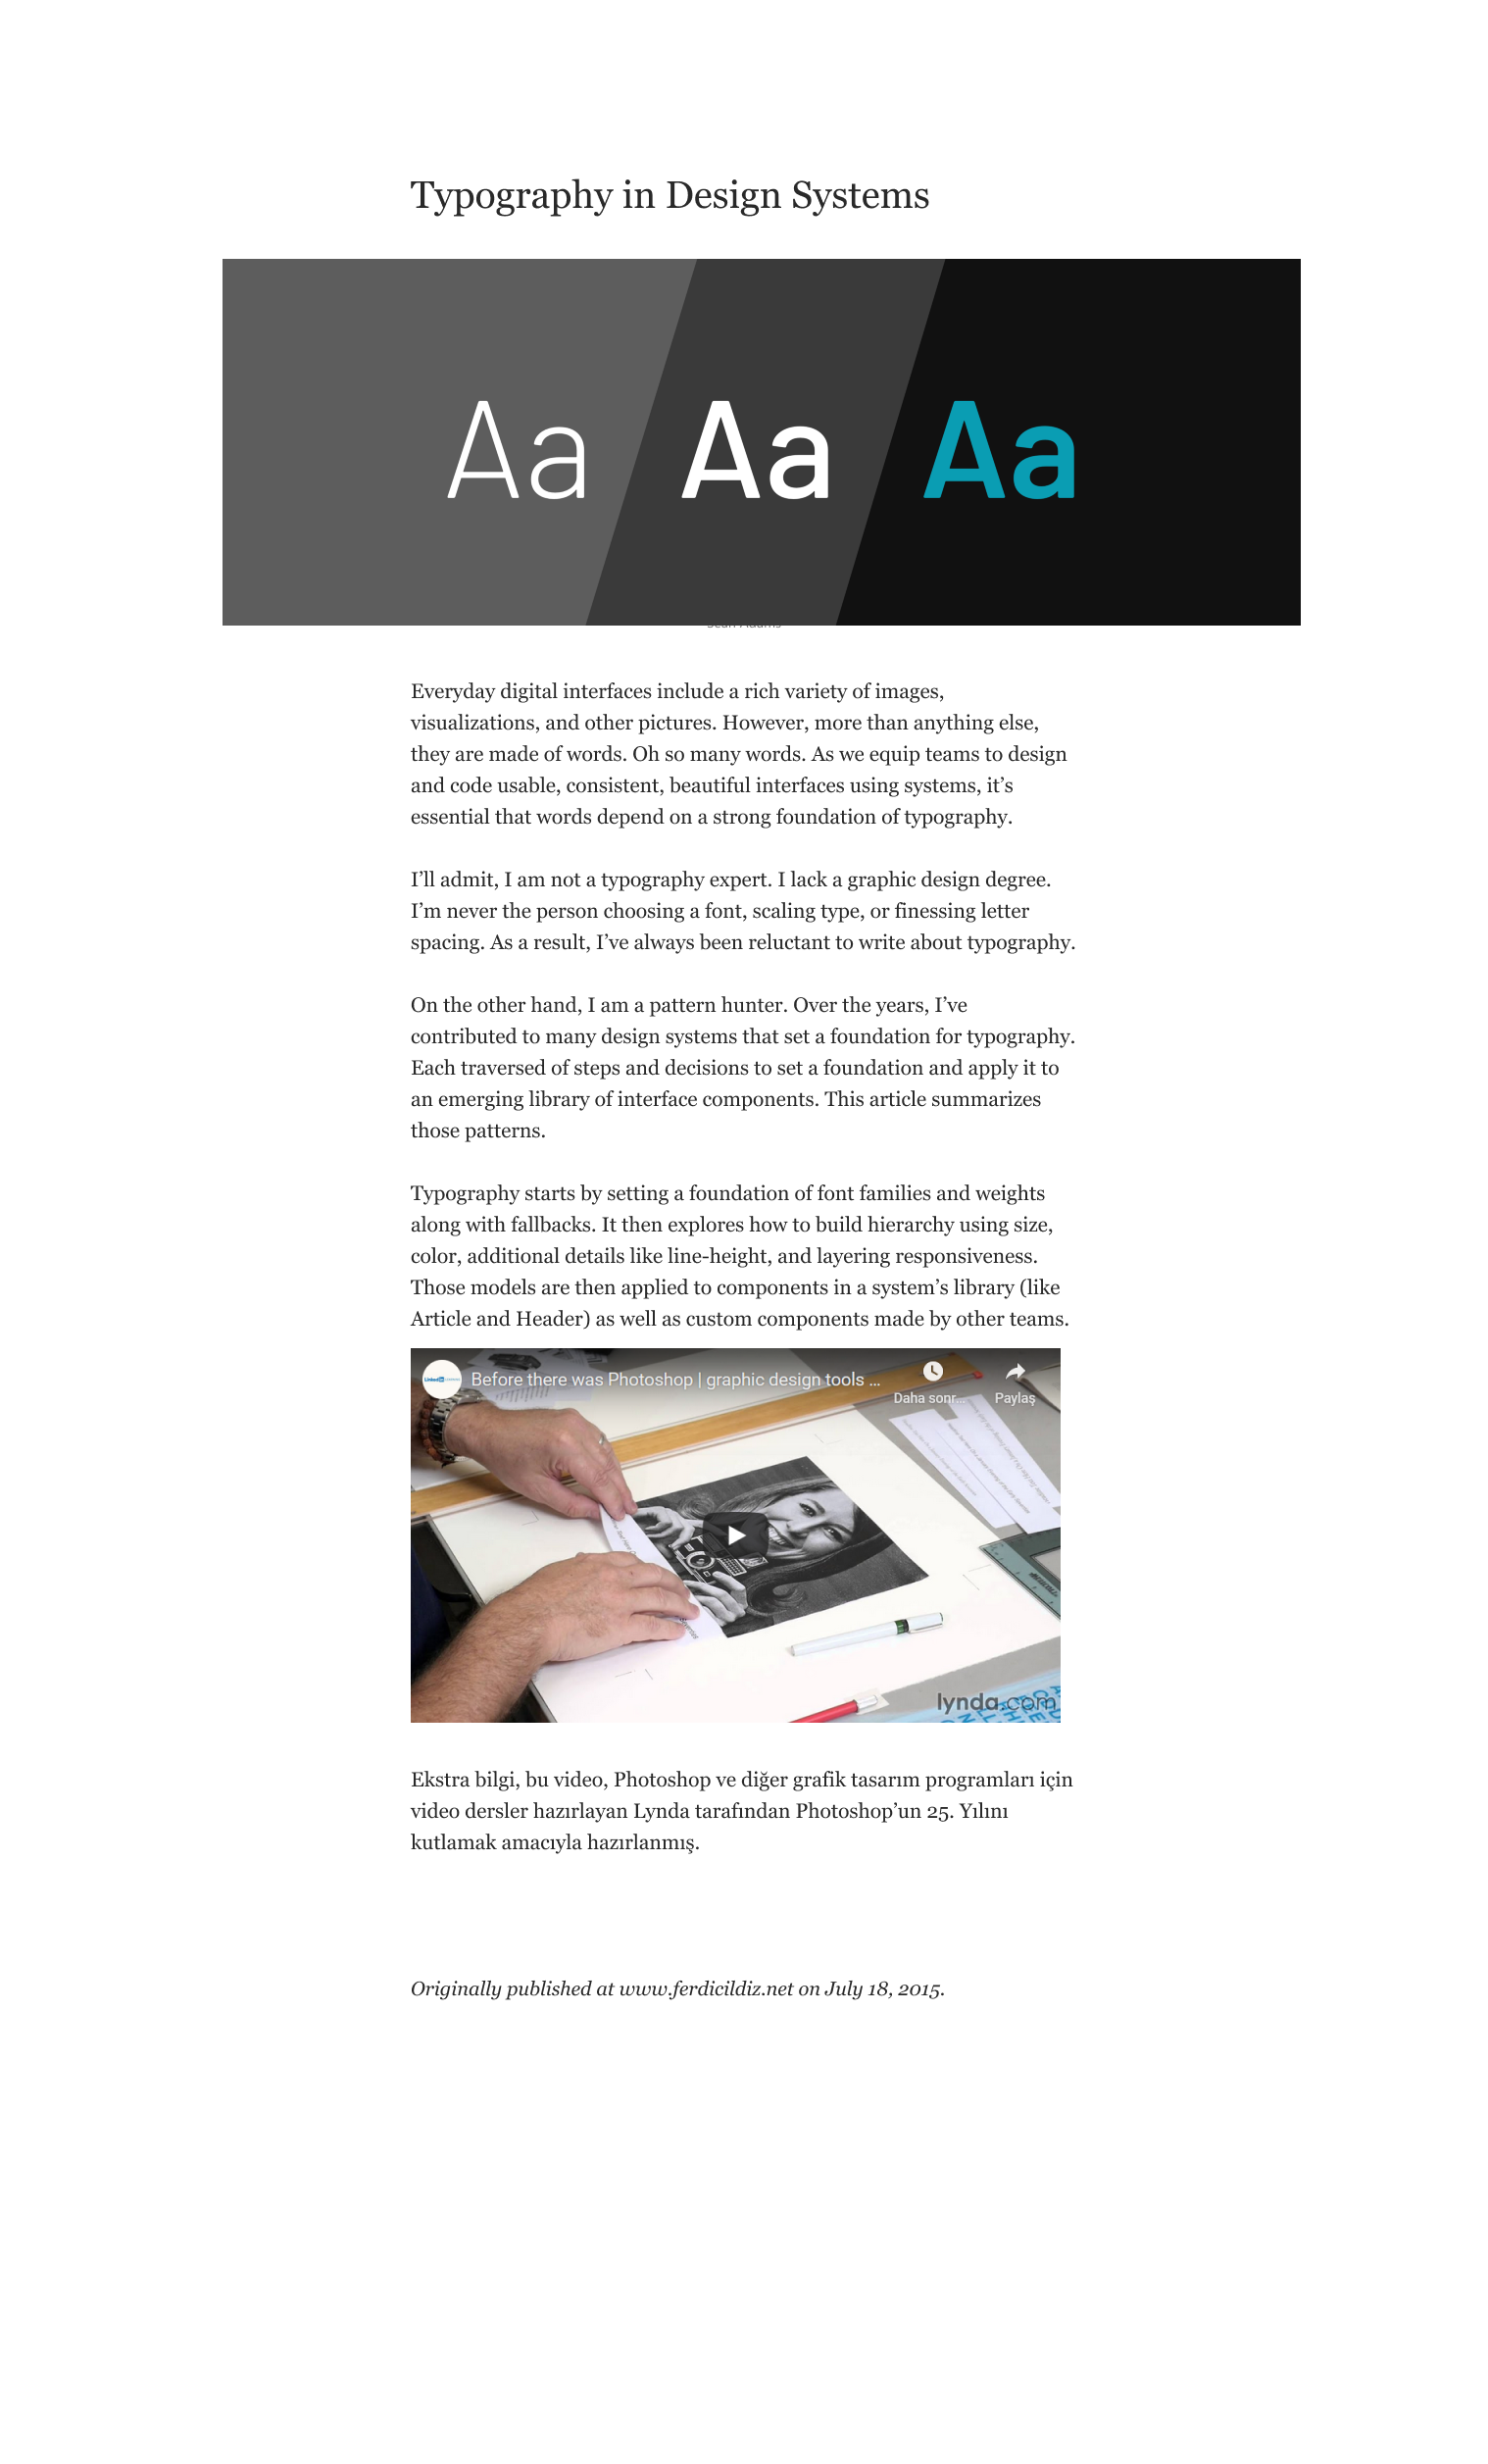 Typography in Design Systems
Aa Aa Aa
Everyday digital interfaces include a rich variety of images,
visualizations, and other pictures. However, more than anything else,
they are made of words. Oh so many words. As we equip teams to design
and code usable, consistent, beautiful interfaces using systems, it’s
essential that words depend on a strong foundation of typography.
I’ll admit, I am not a typography expert. I lack a graphic design degree.
I’m never the person choosing a font, scaling type, or finessing letter
spacing. As a result, I’ve always been reluctant to write about typography.
On the other hand, I am a pattern hunter. Over the years, I’ve
contributed to many design systems that set a foundation for typography.
Each traversed of steps and decisions to set a foundation and apply it to
an emerging library of interface components. This article summarizes
those patterns.
Typography starts by setting a foundation of font families and weights
along with fallbacks. It then explores how to build hierarchy using size,
color, additional details like line-height, and layering responsiveness.
Those models are then applied to components in a system’s library (like
Article and Header) as well as custom components made by other teams.
Before there was Photoshop | graphic design tools ...
Daha sonr... Paylaş
lynda.com
Ekstra bilgi, bu video, Photoshop ve diğer grafik tasarım programları için
video dersler hazırlayan Lynda tarafından Photoshop’un 25. Yılını
kutlamak amacıyla hazırlanmış.
Originally published at www.ferdicildiz.net on July 18, 2015.